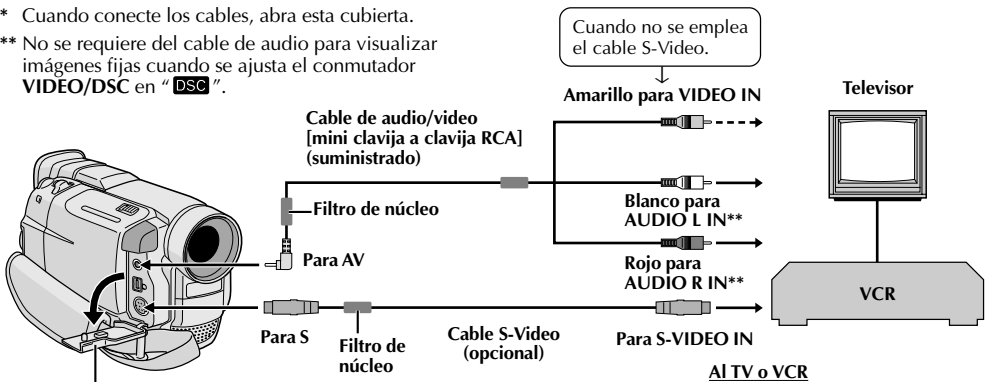 * Cuando conecte los cables, abra esta cubierta.
** No se requiere del cable de audio para visualizar
imágenes fijas cuando se ajusta el conmutador
VIDEO/DSC en “ DSC ”.
Cuando no se emplea
el cable S-Video.
Amarillo para VIDEO IN
Televisor
Cable de audio/video
[mini clavija a clavija RCA]
(suministrado)
Filtro de núcleo
Blanco para
AUDIO L IN**
Para AV
Rojo para
AUDIO R IN**
VCR
Para S
Filtro de
núcleo
Cable S-Video
(opcional)
Para S-VIDEO IN
Al TV o VCR